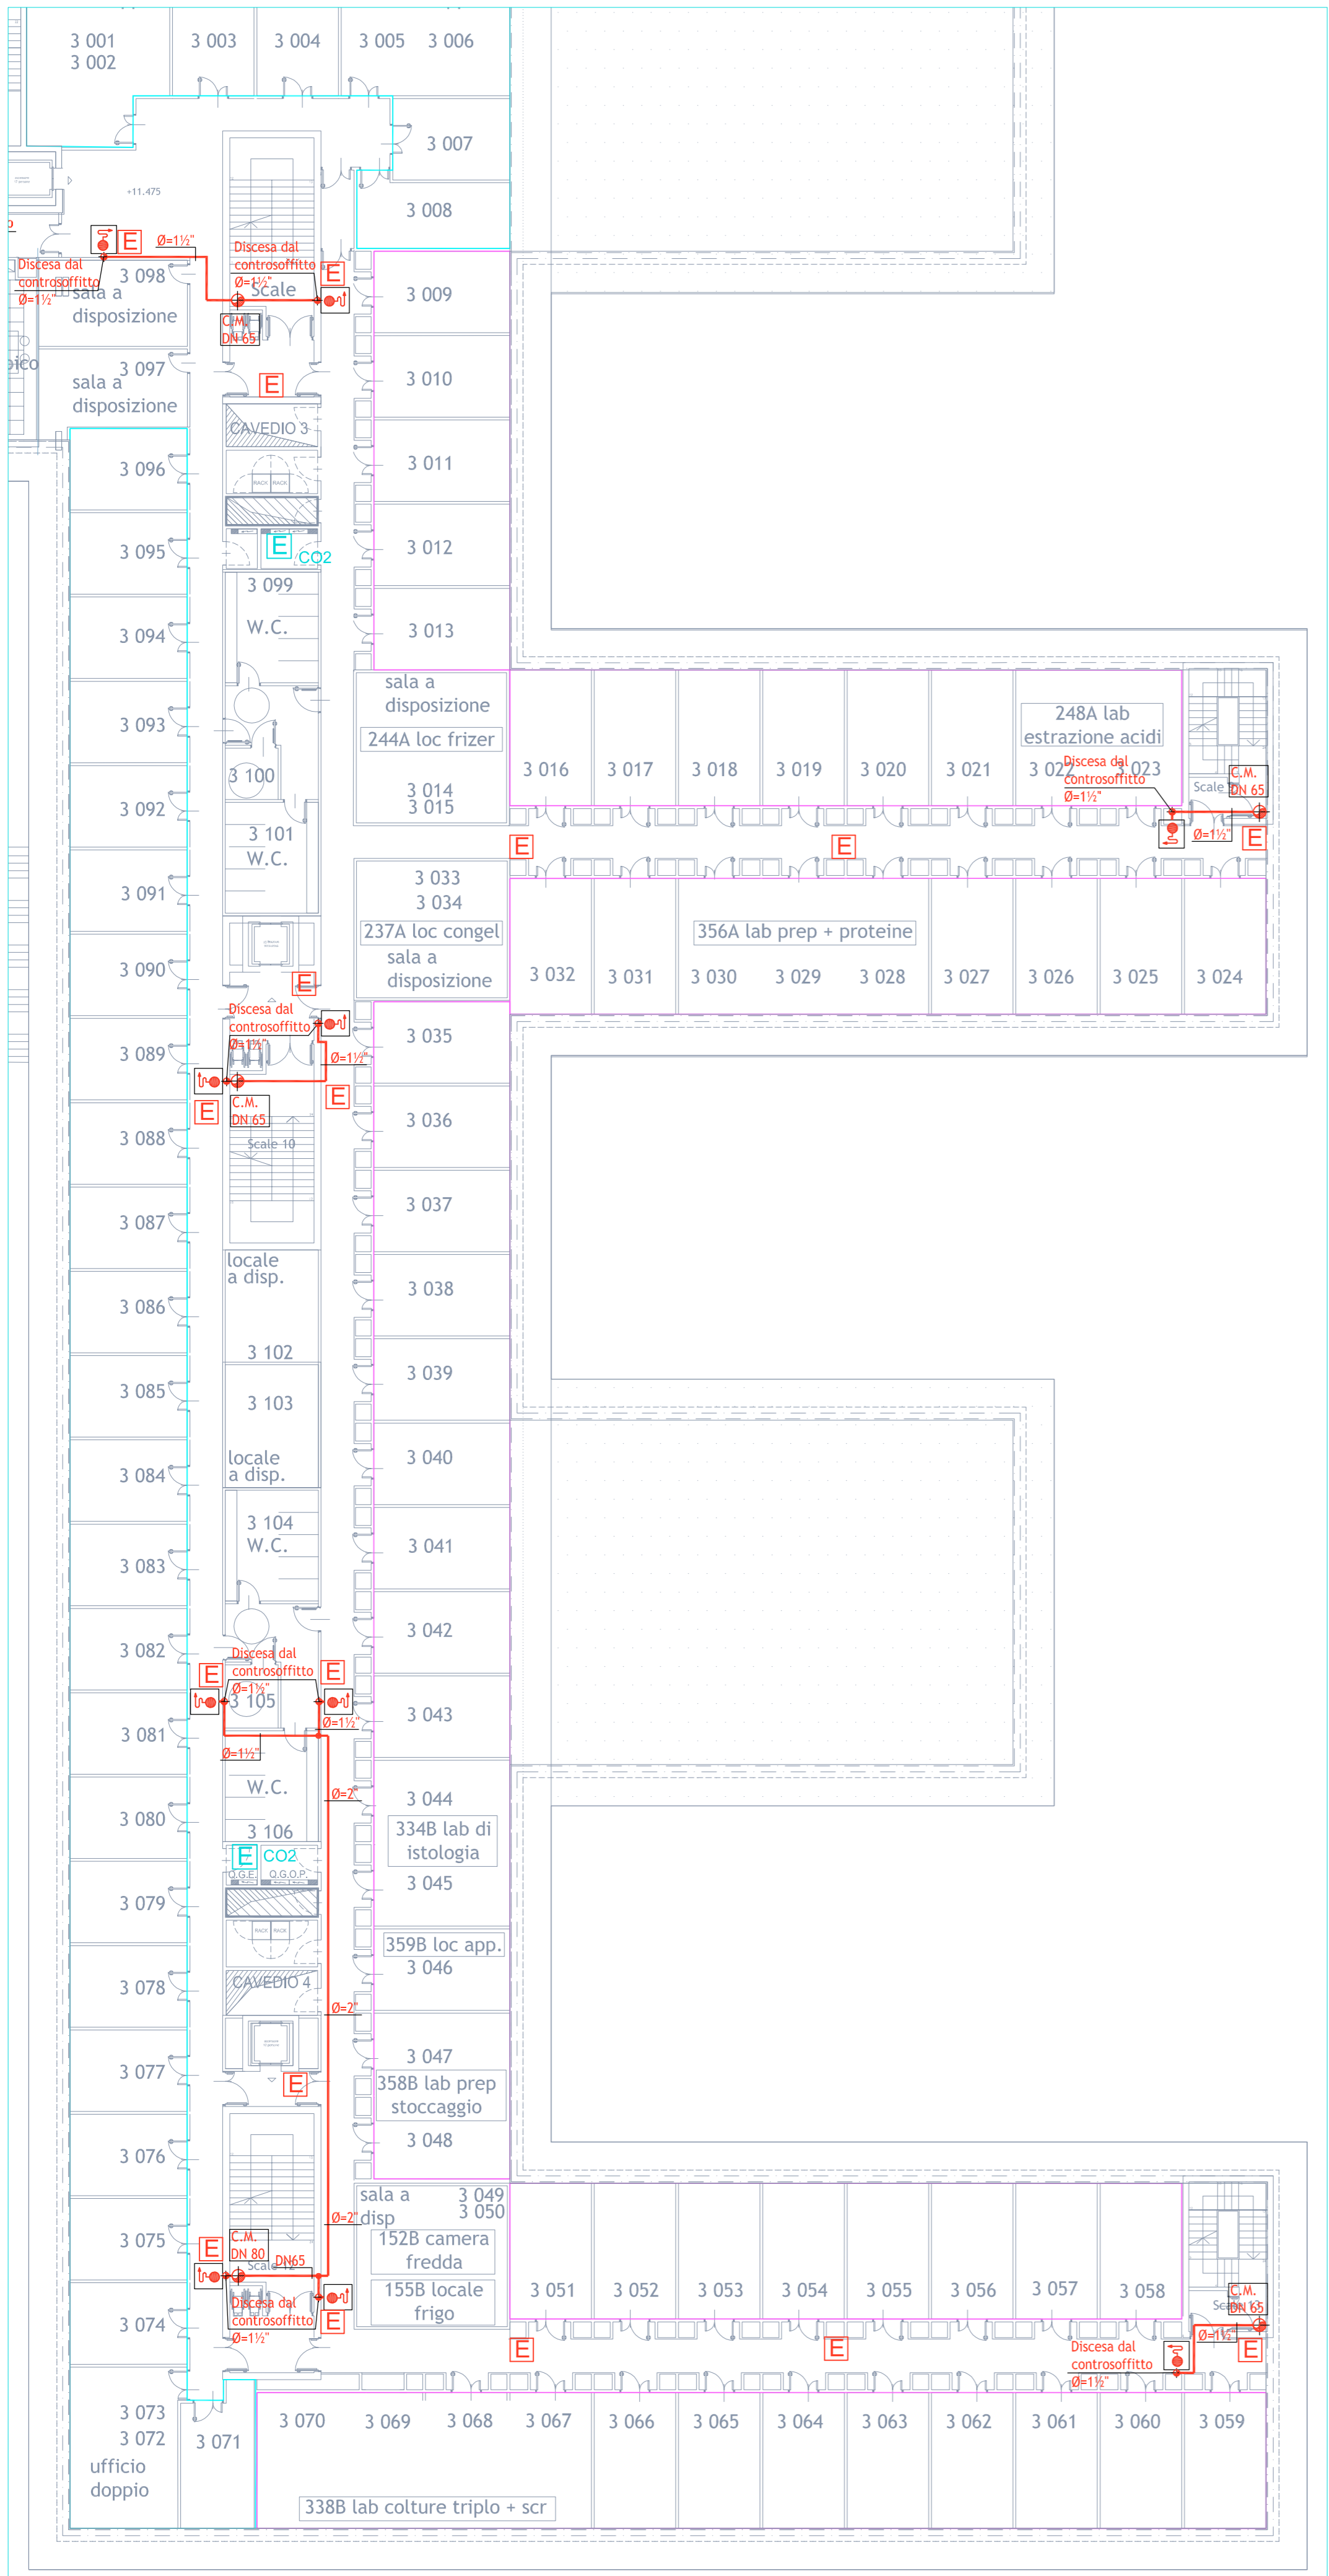 3 001
3 002
3 003
3 004
3 005
3 006
3 007
+11.475
3 008
E
Ø=1½"
Discesa dal
controsoffitto
Ø=1½"
Discesa dal
controsoffitto
Ø=1½"
E
3 098
sala a
disposizione
Scale
3 009
C.M.
DN 65
3 097
sala a
disposizione
E
3 010
CAVEDIO 3
3 096
3 011
RACK
RACK
3 095
E
CO2
3 012
3 099
W.C.
3 094
3 013
sala a
disposizione
244A loc frizer
3 014
3 015
3 093
248A lab
estrazione acidi
3 016
3 017
3 018
3 019
3 020
3 021
3 022
3 023
Discesa dal
controsoffitto
Ø=1½"
Scale
C.M.
DN 65
3 100
3 092
3 101
W.C.
E
E
Ø=1½"
E
3 091
3 033
3 034
237A loc congel
sala a
disposizione
356A lab prep + proteine
3 090
3 032
3 031
3 030
3 029
3 028
3 027
3 026
3 025
3 024
E
Discesa dal
controsoffitto
Ø=1½"
3 035
3 089
Ø=1½"
E
E
C.M.
DN 65
3 036
3 088
Scale 10
3 037
3 087
locale
a disp.
3 038
3 086
3 102
3 039
3 085
3 103
3 040
locale
a disp.
3 084
3 104
W.C.
3 041
3 083
3 042
3 082
Discesa dal
controsoffitto
Ø=1½"
E
E
3 105
3 043
Ø=1½"
3 081
Ø=1½"
W.C.
Ø=2"
3 044
3 080
3 106
334B lab di
istologia
E
CO2
Q.G.E.
Q.G.O.P.
3 045
3 079
RACK
RACK
359B loc app.
3 046
3 078
CAVEDIO 4
Ø=2"
3 047
3 077
E
358B lab prep
stoccaggio
3 048
3 076
sala a
disp
3 049
3 050
Ø=2"
3 075
E
C.M.
DN 80
Scale 12
DN65
152B camera
fredda
155B locale
frigo
3 051
3 052
3 053
3 054
3 055
3 056
3 057
3 058
C.M.
DN 65
Scale 13
3 074
Discesa dal
controsoffitto
Ø=1½"
E
E
E
Discesa dal
controsoffitto
Ø=1½"
Ø=1½"
E
3 073
3 072
ufficio
doppio
3 071
3 070
3 069
3 068
3 067
3 066
3 065
3 064
3 063
3 062
3 061
3 060
3 059
338B lab colture triplo + scr